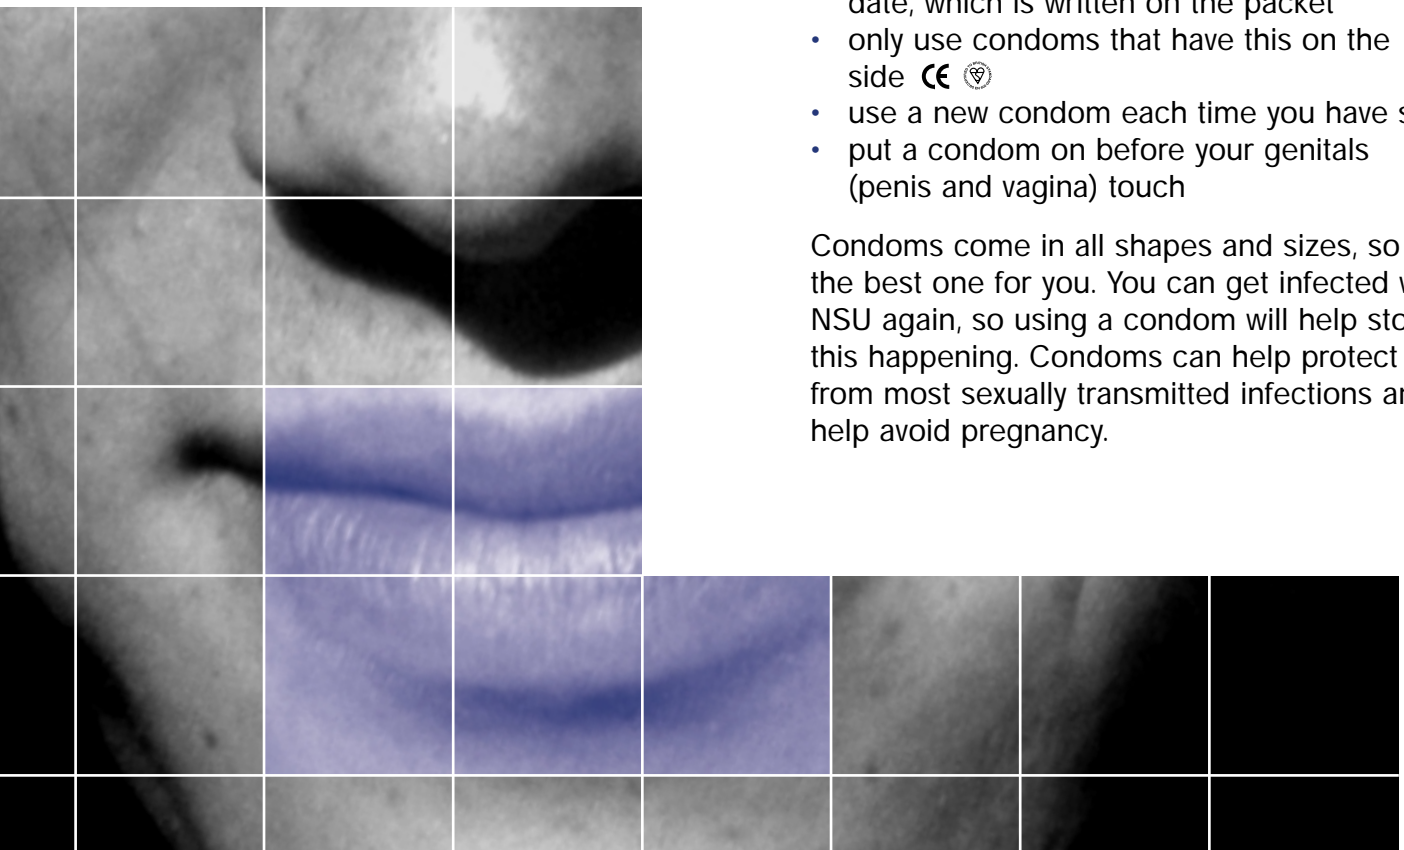 date, which is written on the packet
• only use condoms that have this on the
side CE
• use a new condom each time you have
• put a condom on before your genitals
(penis and vagina) touch
Condoms come in all shapes and sizes, so
the best one for you. You can get infected
NSU again, so using a condom will help
this happening. Condoms can help protect
from most sexually transmitted infections
help avoid pregnancy.